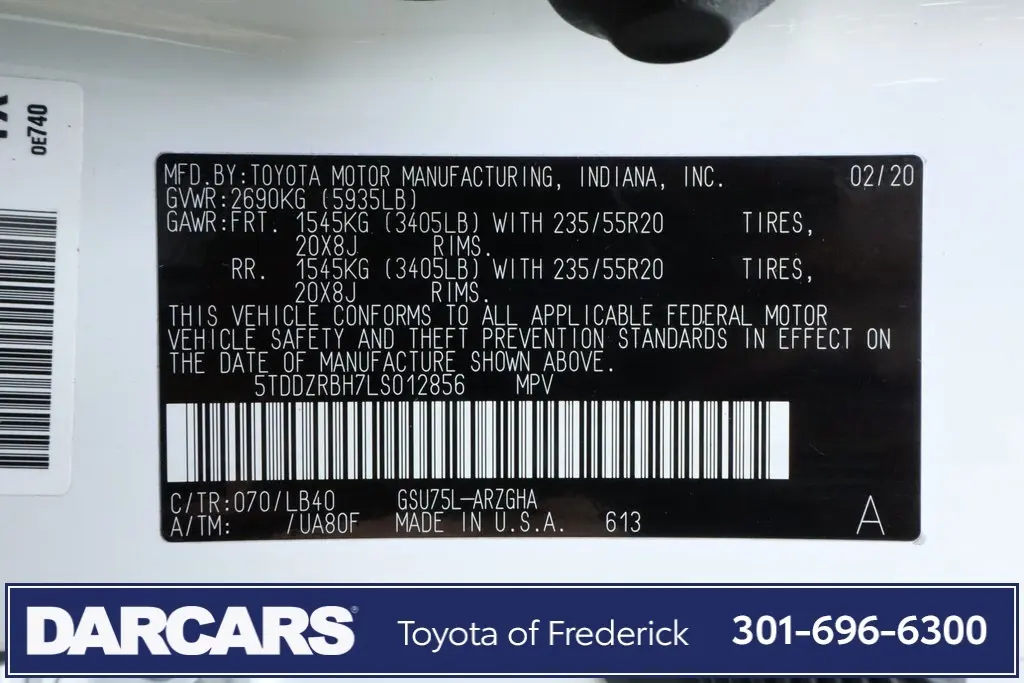 0E740
MFD.BY:TOYOTA MOTOR MANUFACTURING, INDIANA, INC. 02/20
GVWR:2690KG (5935LB)
GAWR:FRT. 1545KG (3405LB) WITH 235/55R20 TIRES,
20X8J RIMS.
RR. 1545KG (3405LB) WITH 235/55R20 TIRES,
20X8J RIMS.
THIS VEHICLE CONFORMS TO ALL APPLICABLE FEDERAL MOTOR
VEHICLE SAFETY AND THEFT PREVENTION STANDARDS IN EFFECT ON
THE DATE OF MANUFACTURE SHOWN ABOVE.
5TDDZRBH7LS012856 MPV
C/TR:070/LB40 GSU75L-ARZGHA
A/TM: /UA80F MADE IN U.S.A. 613 A
DARCARS® Toyota of Frederick 301-696-6300